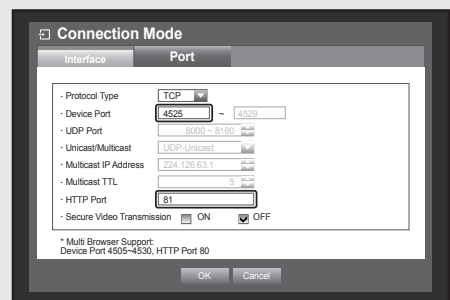 Connection Mode
Interface Port
· Protocol Type TCP
· Device Port 4525 ~ 4529
· UDP Port 8000 ~ 8160
· Unicast/Multicast UDP-Unicast
· Multicast IP Address 224.126.63.1
· Multicast TTL 5
· HTTP Port 81
· Secure Video Transmission ON OFF
* Multi Browser Support:
Device Port 4505~4530, HTTP Port 80
OK Cancel